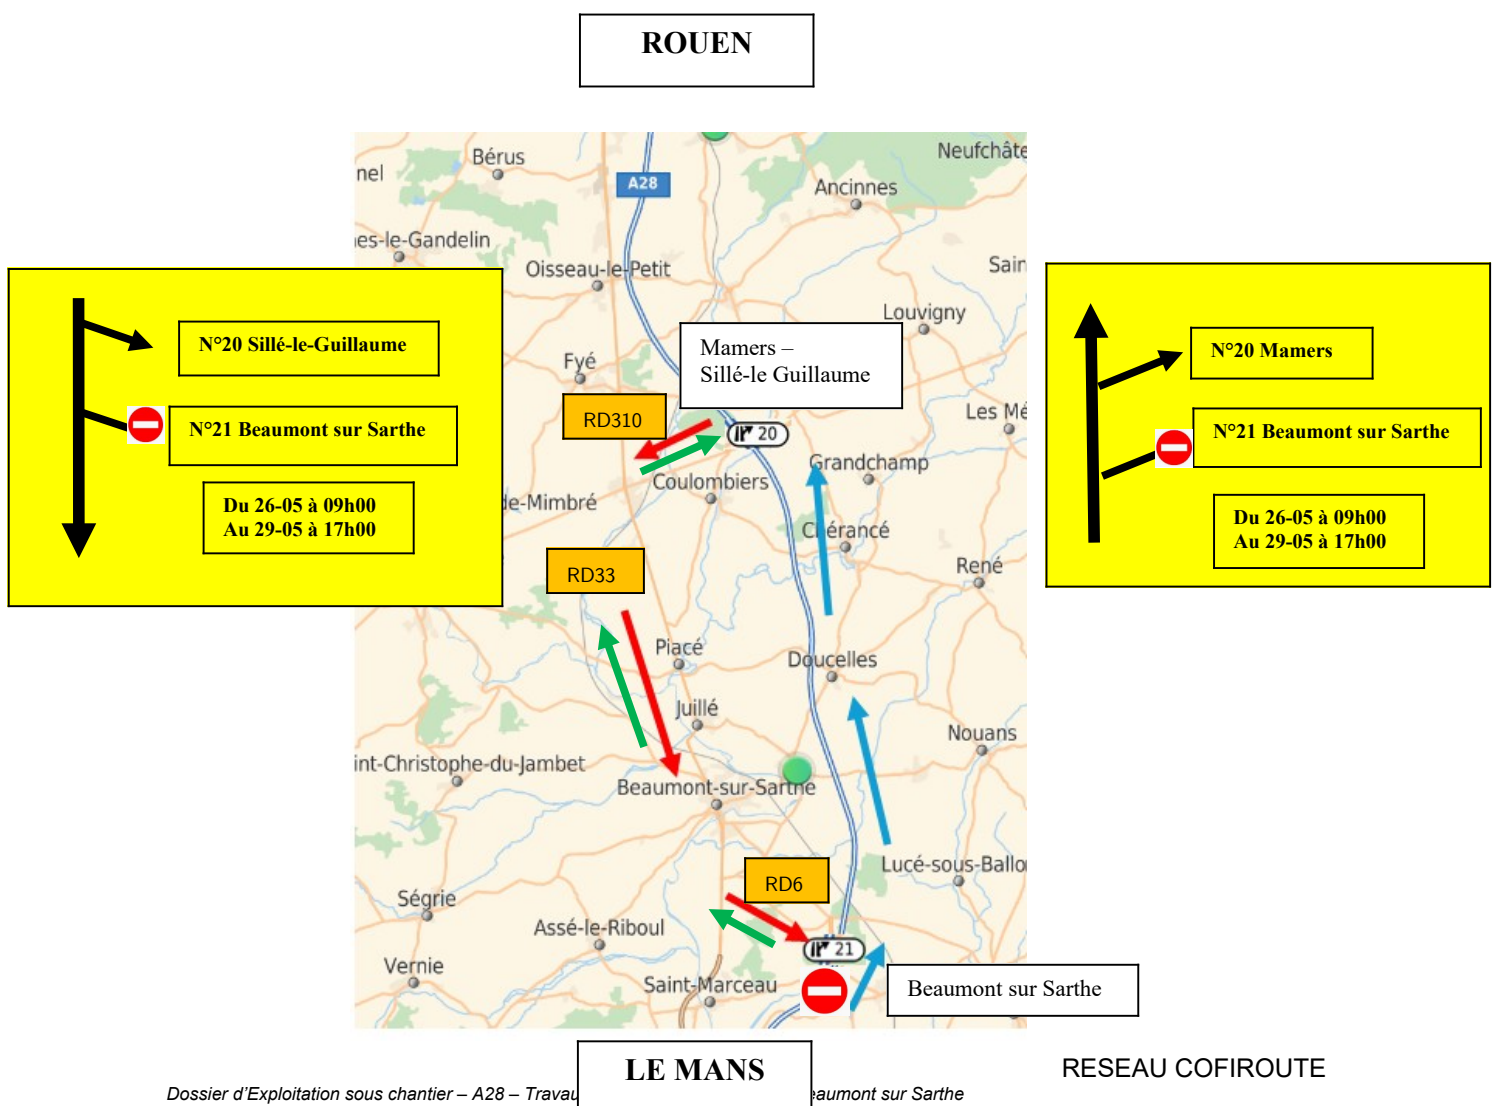 ROUEN
Bérus
Neufchâte
nel
A28
Ancinnes
es-le-Gandelin
Oisseau-le-Petit
Sain
Louvigny
N°20 Sillé-le-Guillaume
N°21 Beaumont sur Sarthe
Du 26-05 à 09h00
Au 29-05 à 17h00
Mamers –
Sillé-le Guillaume
Fyé
N°20 Mamers
N°21 Beaumont sur Sarthe
Du 26-05 à 09h00
Au 29-05 à 17h00
RD310
20
Les Mé
Grandchamp
Coulombiers
de-Mimbré
Chérancé
René
RD33
Piacé
Doucelles
Juillé
Nouans
int-Christophe-du-Jambet
Beaumont-sur-Sarthe
Lucé-sous-Ballo
RD6
Ségrie
Assé-le-Riboul
21
Vernie
Saint-Marceau
Beaumont sur Sarthe
LE MANS
RESEAU COFIROUTE
Dossier d'Exploitation sous chantier – A28 – Travau
eaumont sur Sarthe